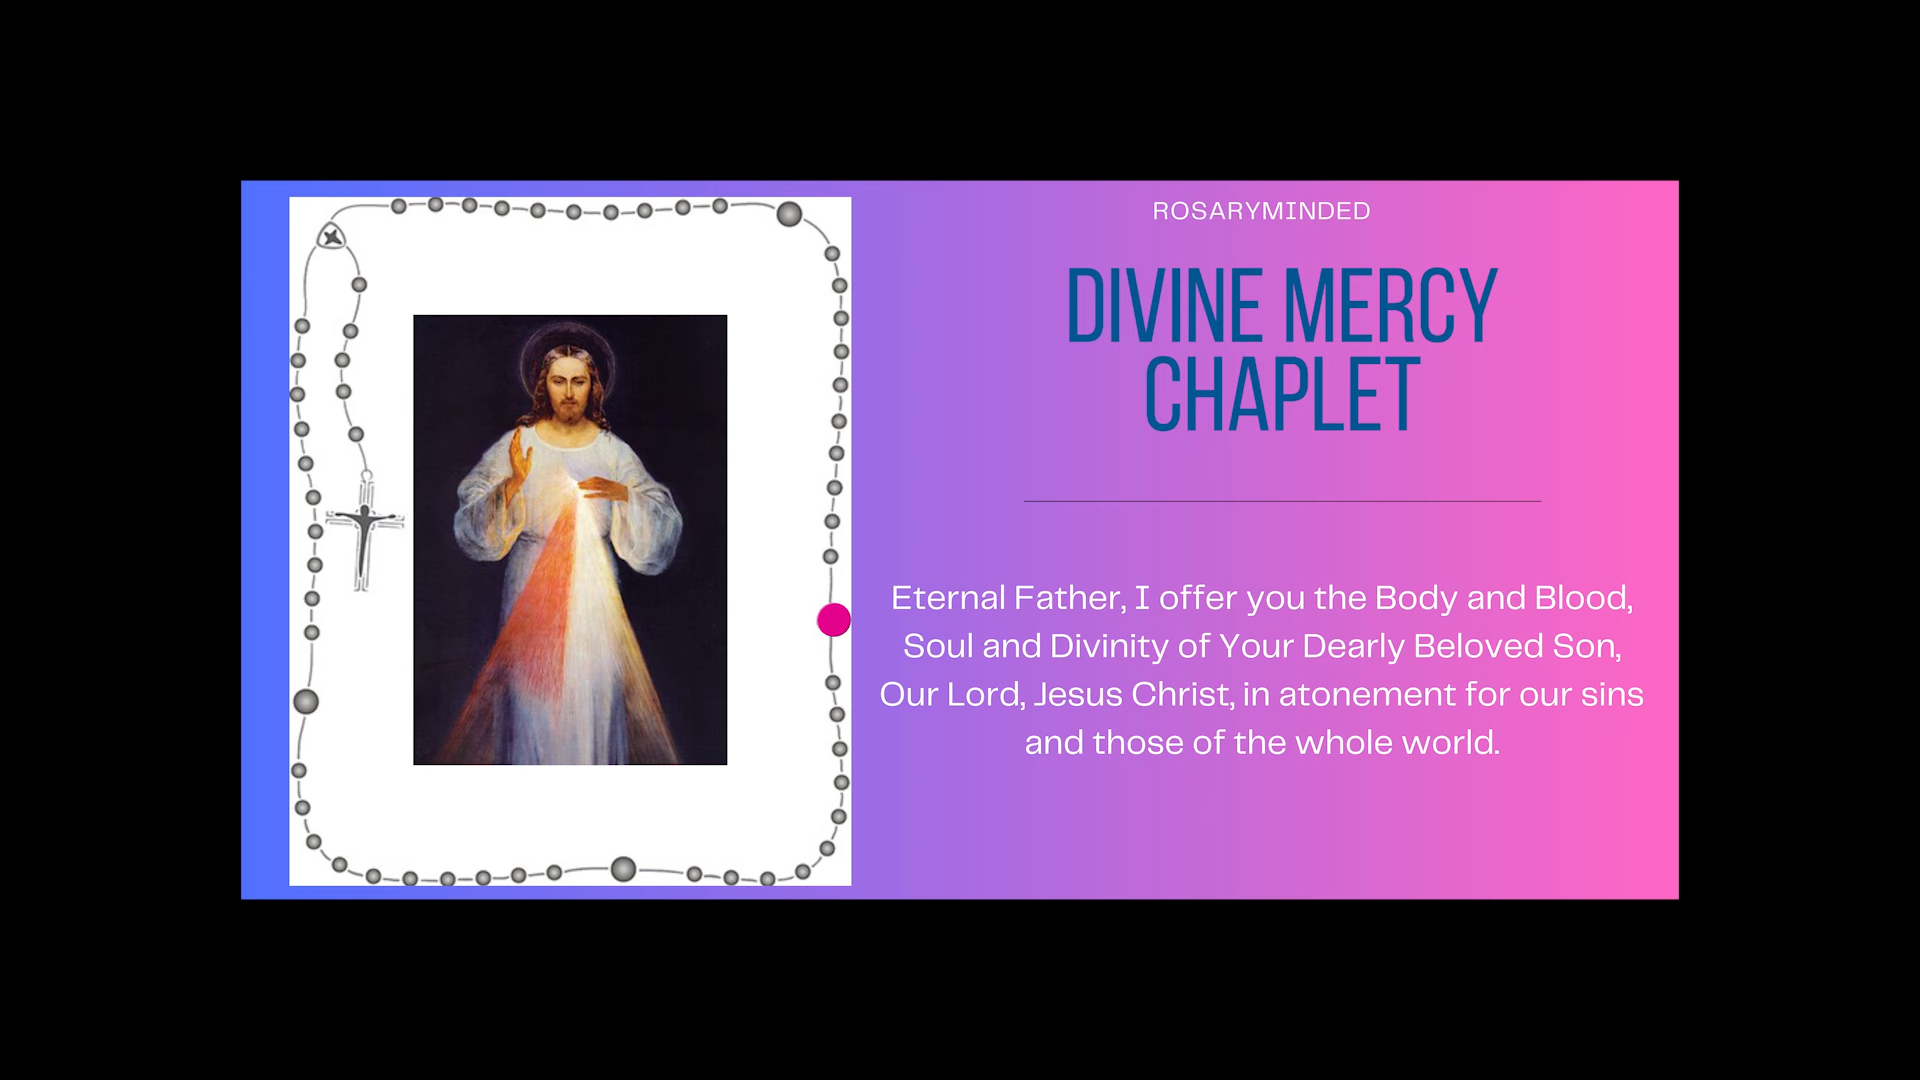 ROSARYMINDED
DIVINE MERCY
CHAPLET
Eternal Father, I offer you the Body and Blood,
Soul and Divinity of Your Dearly Beloved Son,
Our Lord, Jesus Christ, in atonement for our sins
and those of the whole world.